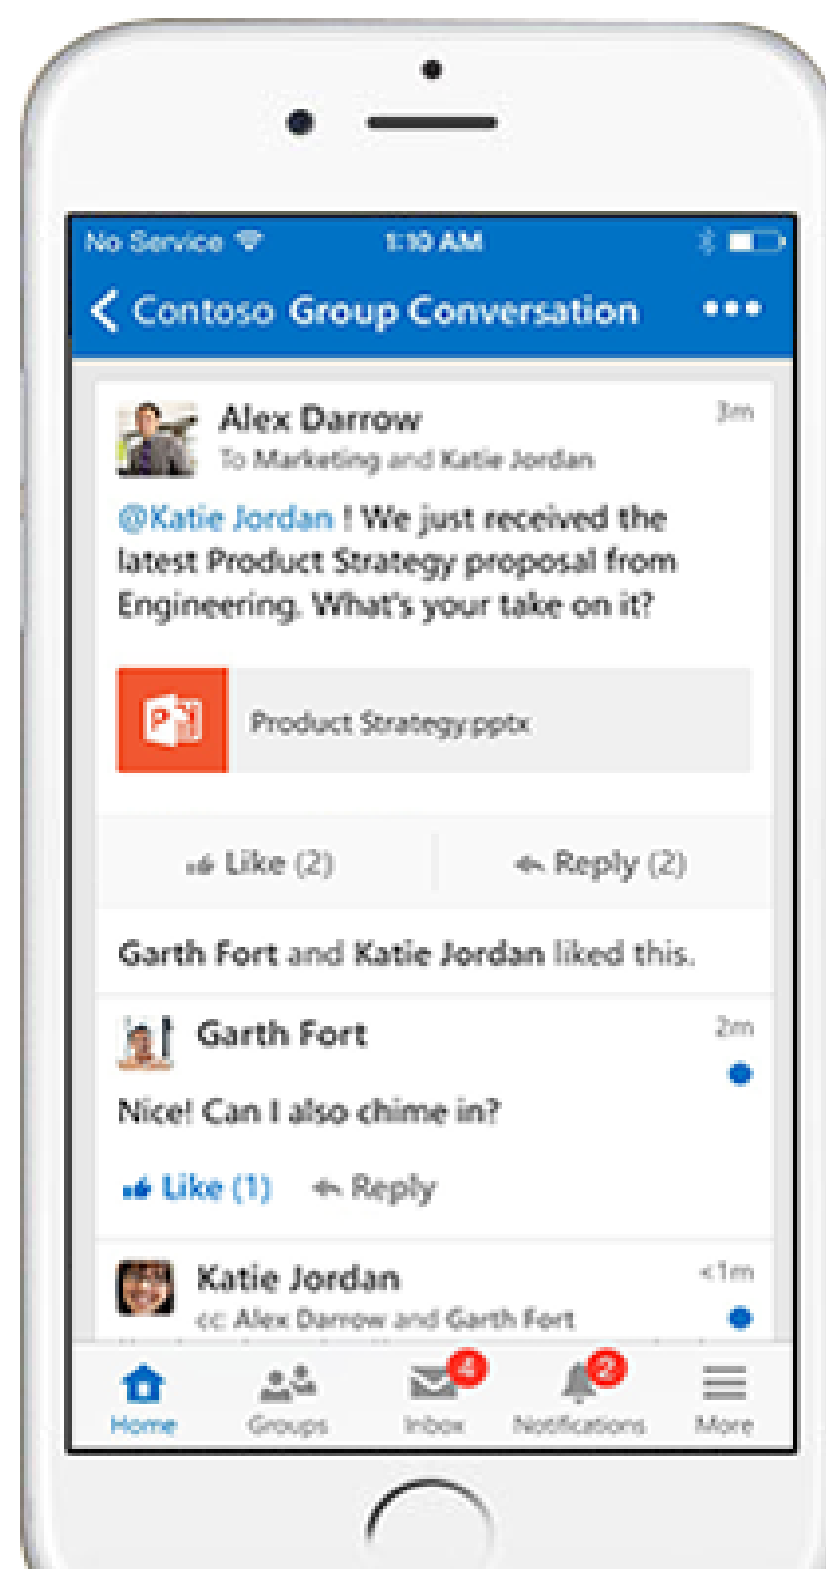 No Service 1:10 AM
Contoso Group Conversation
Alex Darrow 3m
To Marketing and Katie Jordan
@Katie Jordan ! We just received the
latest Product Strategy proposal from
Engineering. What's your take on it?
Product Strategy.pptx
Like (2) Reply (2)
Garth Fort and Katie Jordan liked this.
Garth Fort 2m
Nice! Can I also chime in?
Like (1) Reply
Katie Jordan <1m
cc: Alex Darrow and Garth Fort
4 2
Home Groups Inbox Notifications More